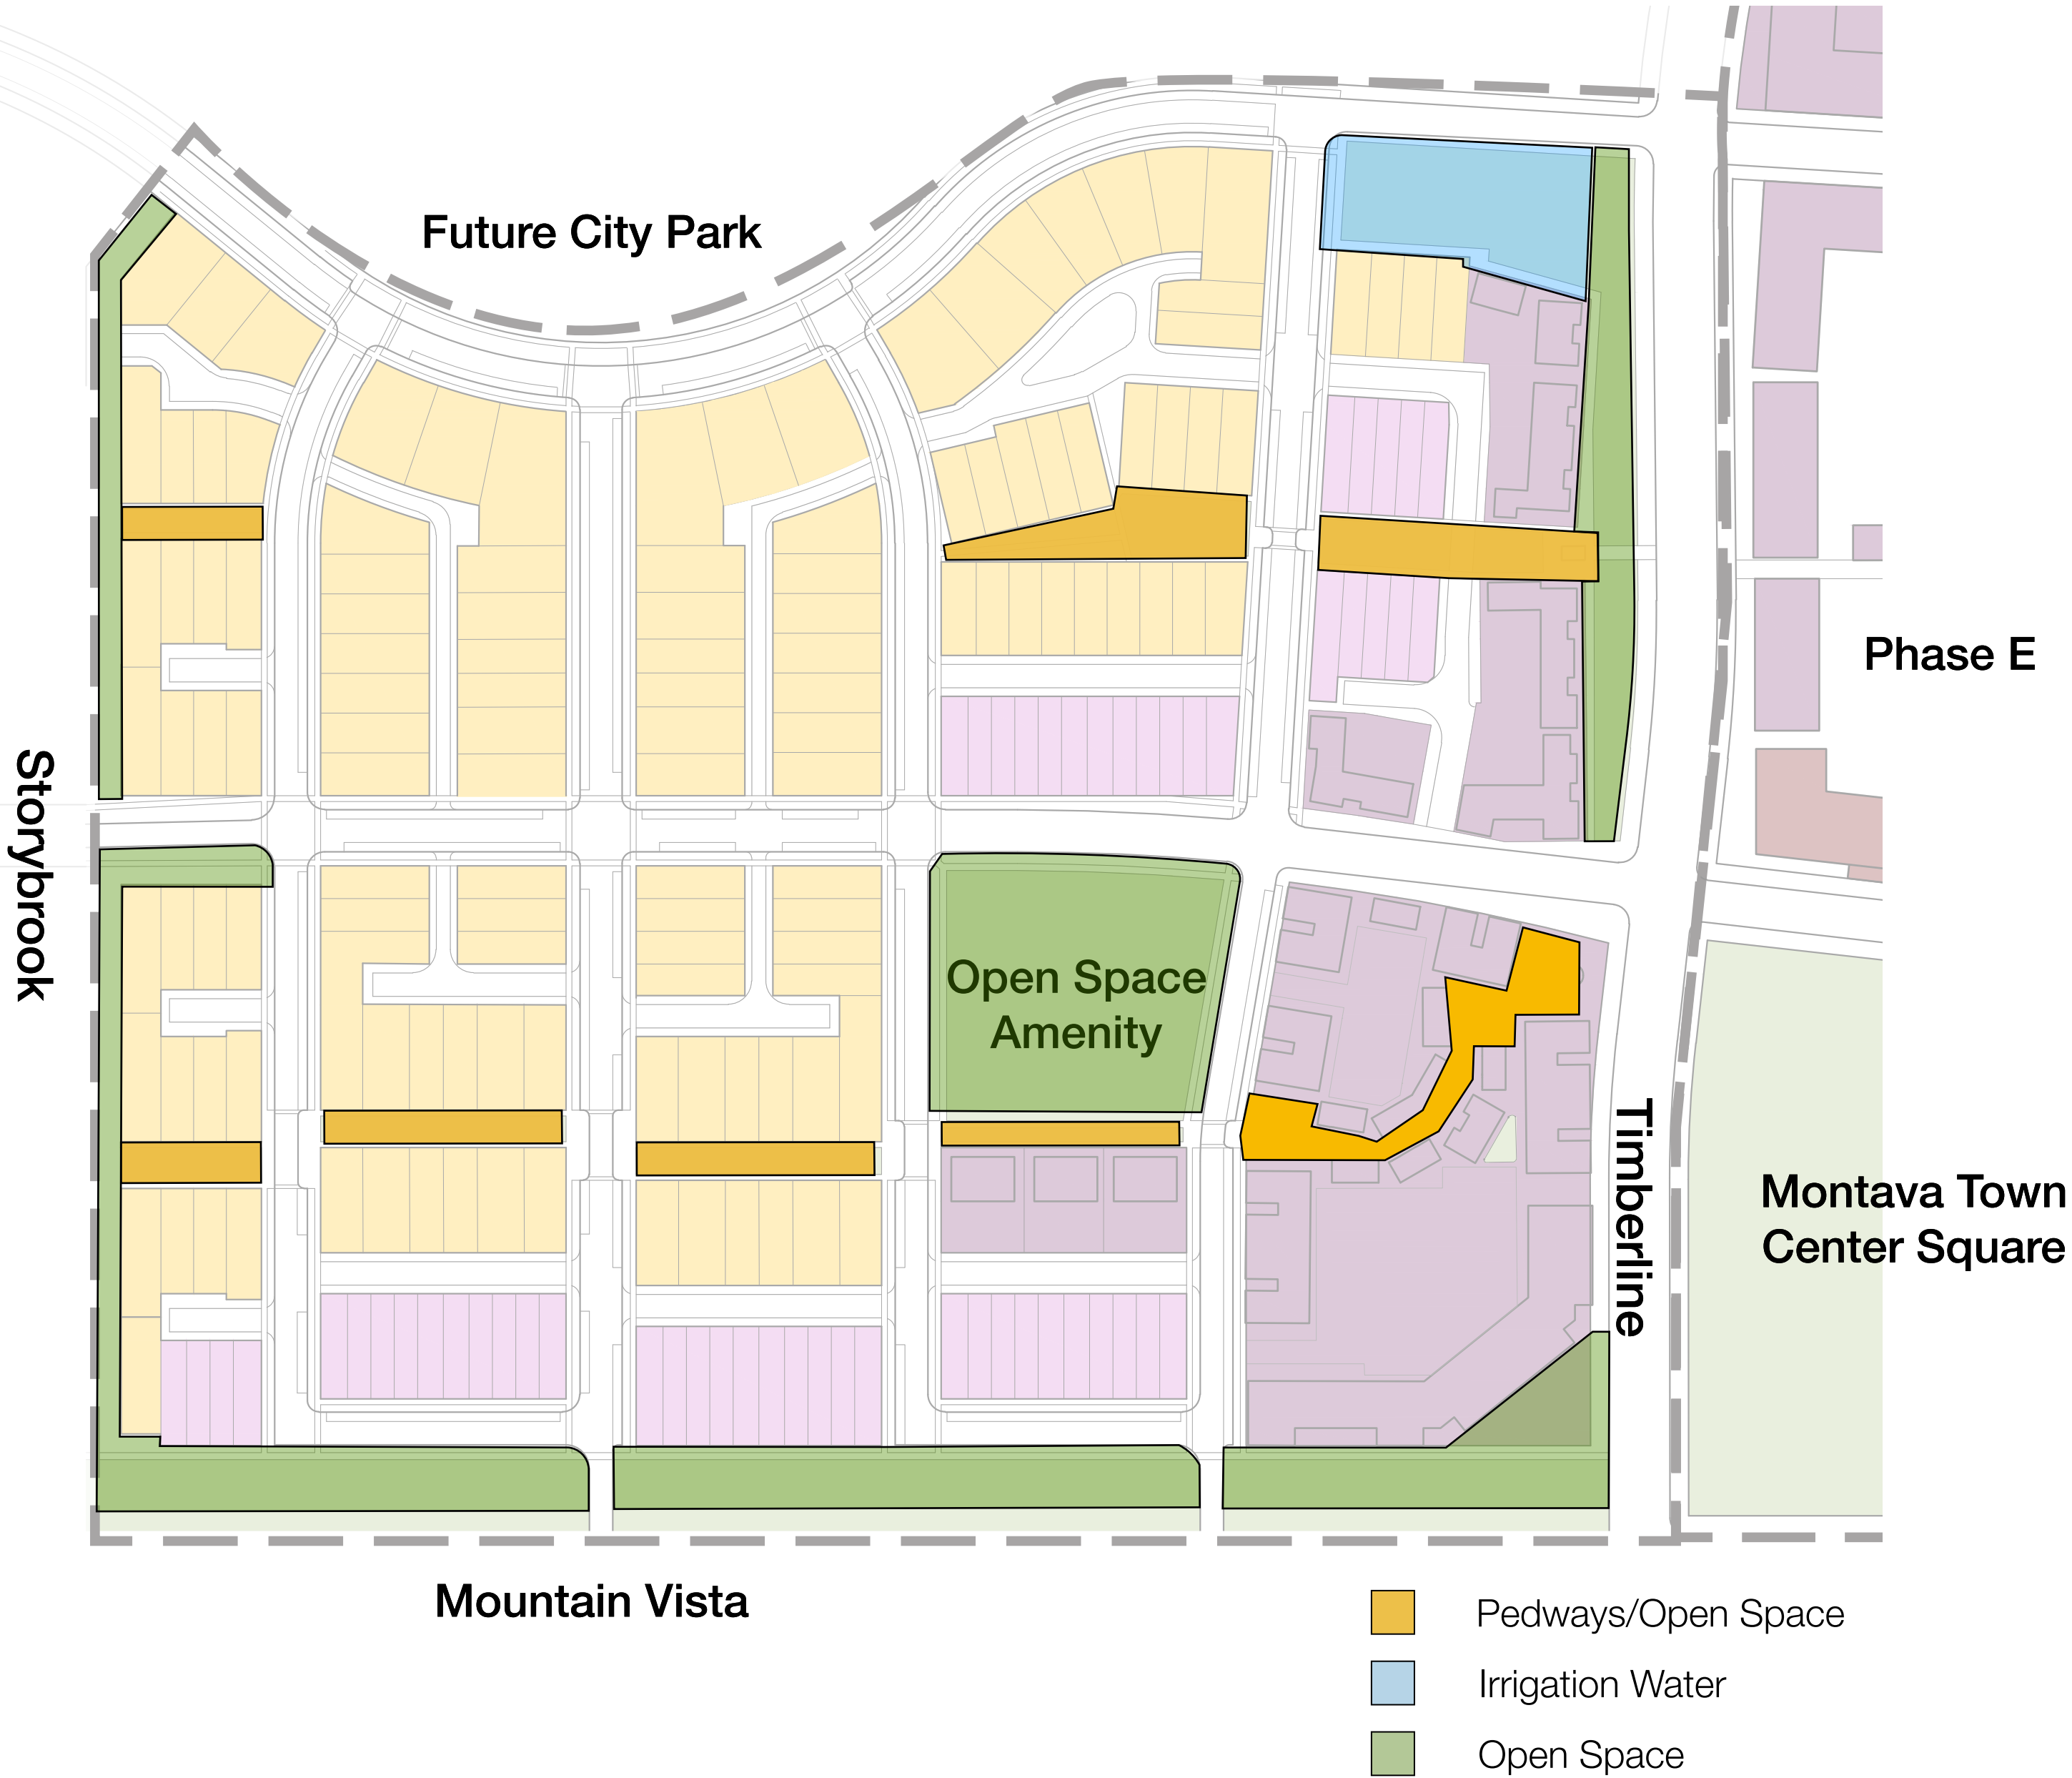 Future City Park
Phase E
Storybrook
Open Space
Amenity
Timberline
Montava Town
Center Square
Mountain Vista
Pedways/Open Space
Irrigation Water
Open Space